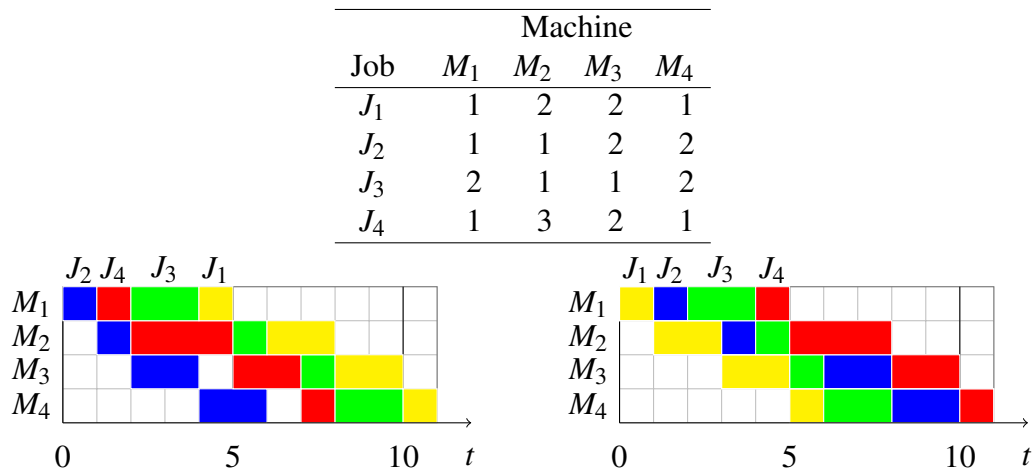 Machine
Job M1 M2 M3 M4
J1 1 2 2 1
J2 1 1 2 2
J3 2 1 1 2
J4 1 3 2 1
J2 J4 J3 J1
M1
M2
M3
M4
0 5 10 t
J1 J2 J3 J4
M1
M2
M3
M4
0 5 10 t